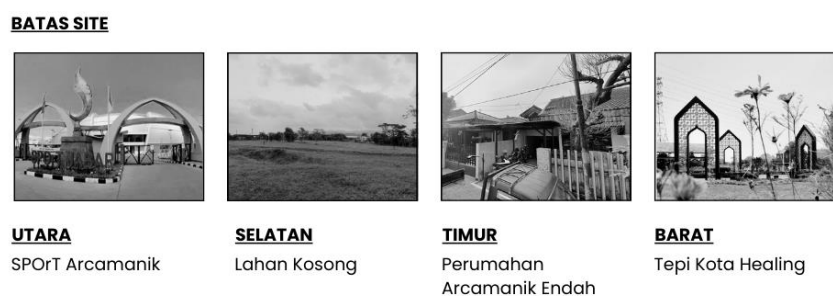 BATAS SITE
UTARA
SPOrT Arcamanik
SELATAN
Lahan Kosong
TIMUR
Perumahan
Arcamanik Endah
BARAT
Tepi Kota Healing